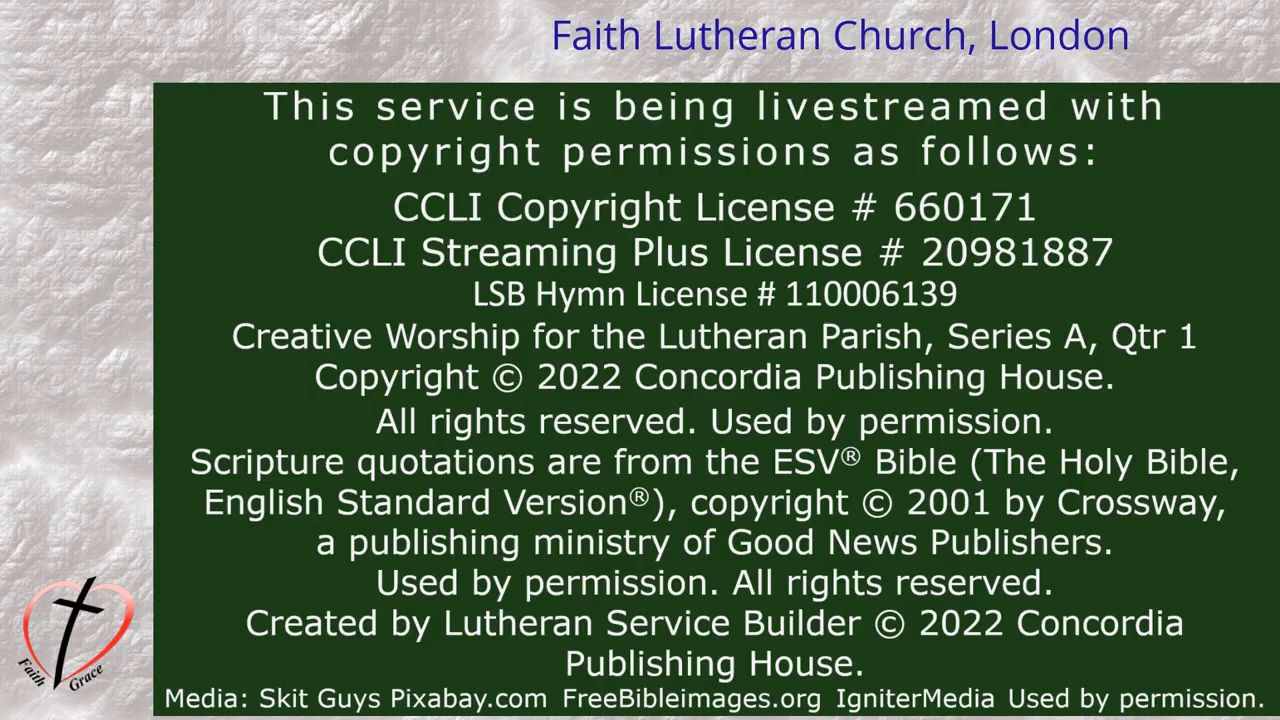 Faith Lutheran Church, London
This service is being livestreamed with
copyright permissions as follows:
CCLI Copyright License # 660171
CCLI Streaming Plus License # 20981887
LSB Hymn License # 110006139
Creative Worship for the Lutheran Parish, Series A, Qtr 1
Copyright © 2022 Concordia Publishing House.
All rights reserved. Used by permission.
Scripture quotations are from the ESV® Bible (The Holy Bible,
English Standard Version®), copyright © 2001 by Crossway,
a publishing ministry of Good News Publishers.
Used by permission. All rights reserved.
Created by Lutheran Service Builder © 2022 Concordia
Publishing House.
Media: Skit Guys Pixabay.com FreeBibleimages.org IgniterMedia Used by permission.
Faith Grace